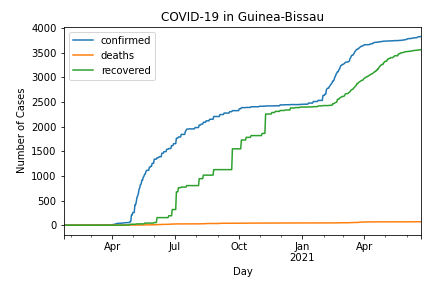 COVID-19 in Guinea-Bissau
confirmed
deaths
recovered
Number of Cases
4000
3500
3000
2500
2000
1500
1000
500
0
Apr
Jul
Oct
Jan
2021
Apr
Day